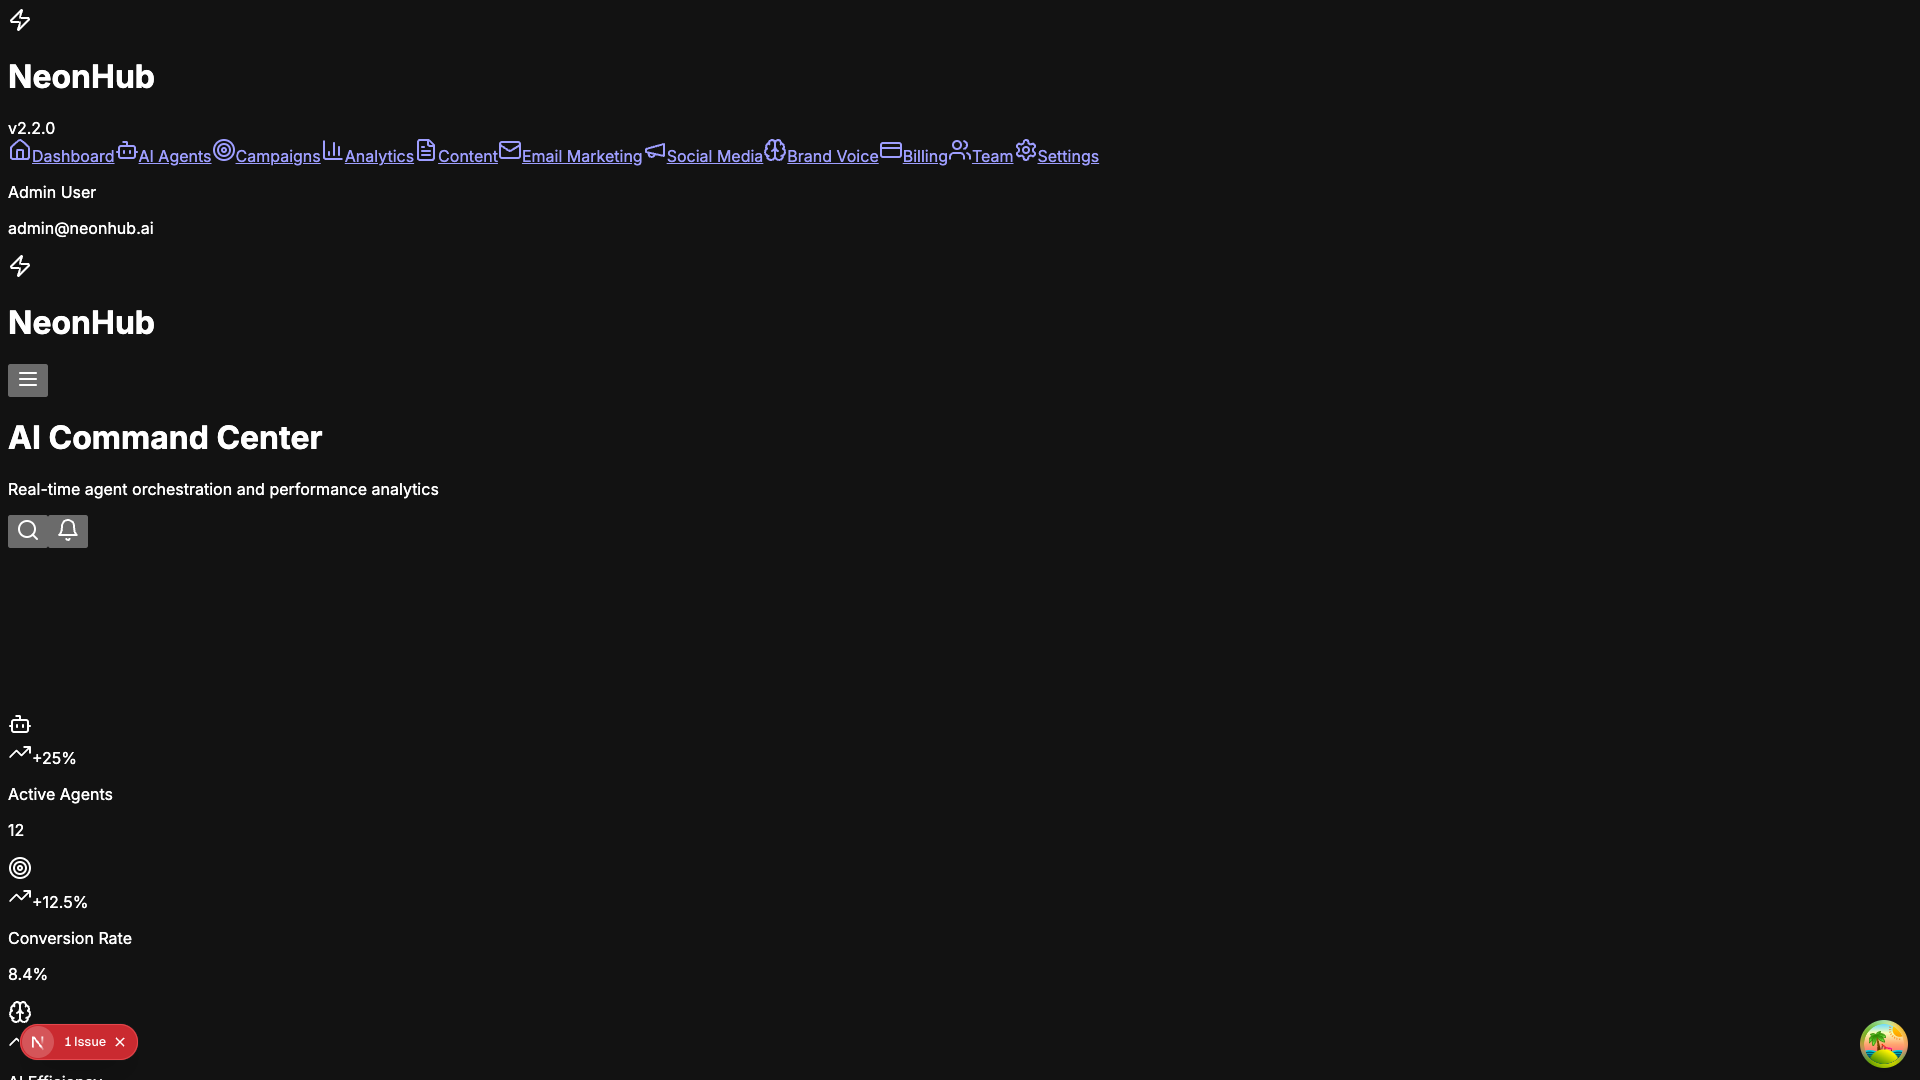 NeonHub
v2.2.0
Dashboard AI Agents Campaigns Analytics Content Email Marketing Social Media Brand Voice Billing Team Settings
Admin User
admin@neonhub.ai
NeonHub
AI Command Center
Real-time agent orchestration and performance analytics
+25%
Active Agents
12
+12.5%
Conversion Rate
8.4%
N 1 Issue
AI Efficiency